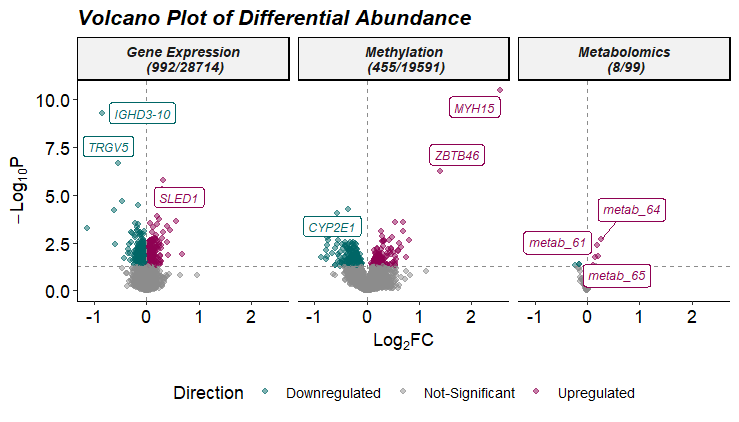 Volcano Plot of Differential Abundance
Gene Expression
(992/28714)
Methylation
(455/19591)
Metabolomics
(8/99)
−Log10P
10.0
7.5
5.0
2.5
0.0
IGHD3-10
TRGV5
SLED1
MYH15
ZBTB46
CYP2E1
metab_64
metab_61
metab_65
-1 0 1 2
-1 0 1 2
-1 0 1 2
Log2FC
Direction
Downregulated
Not-Significant
Upregulated